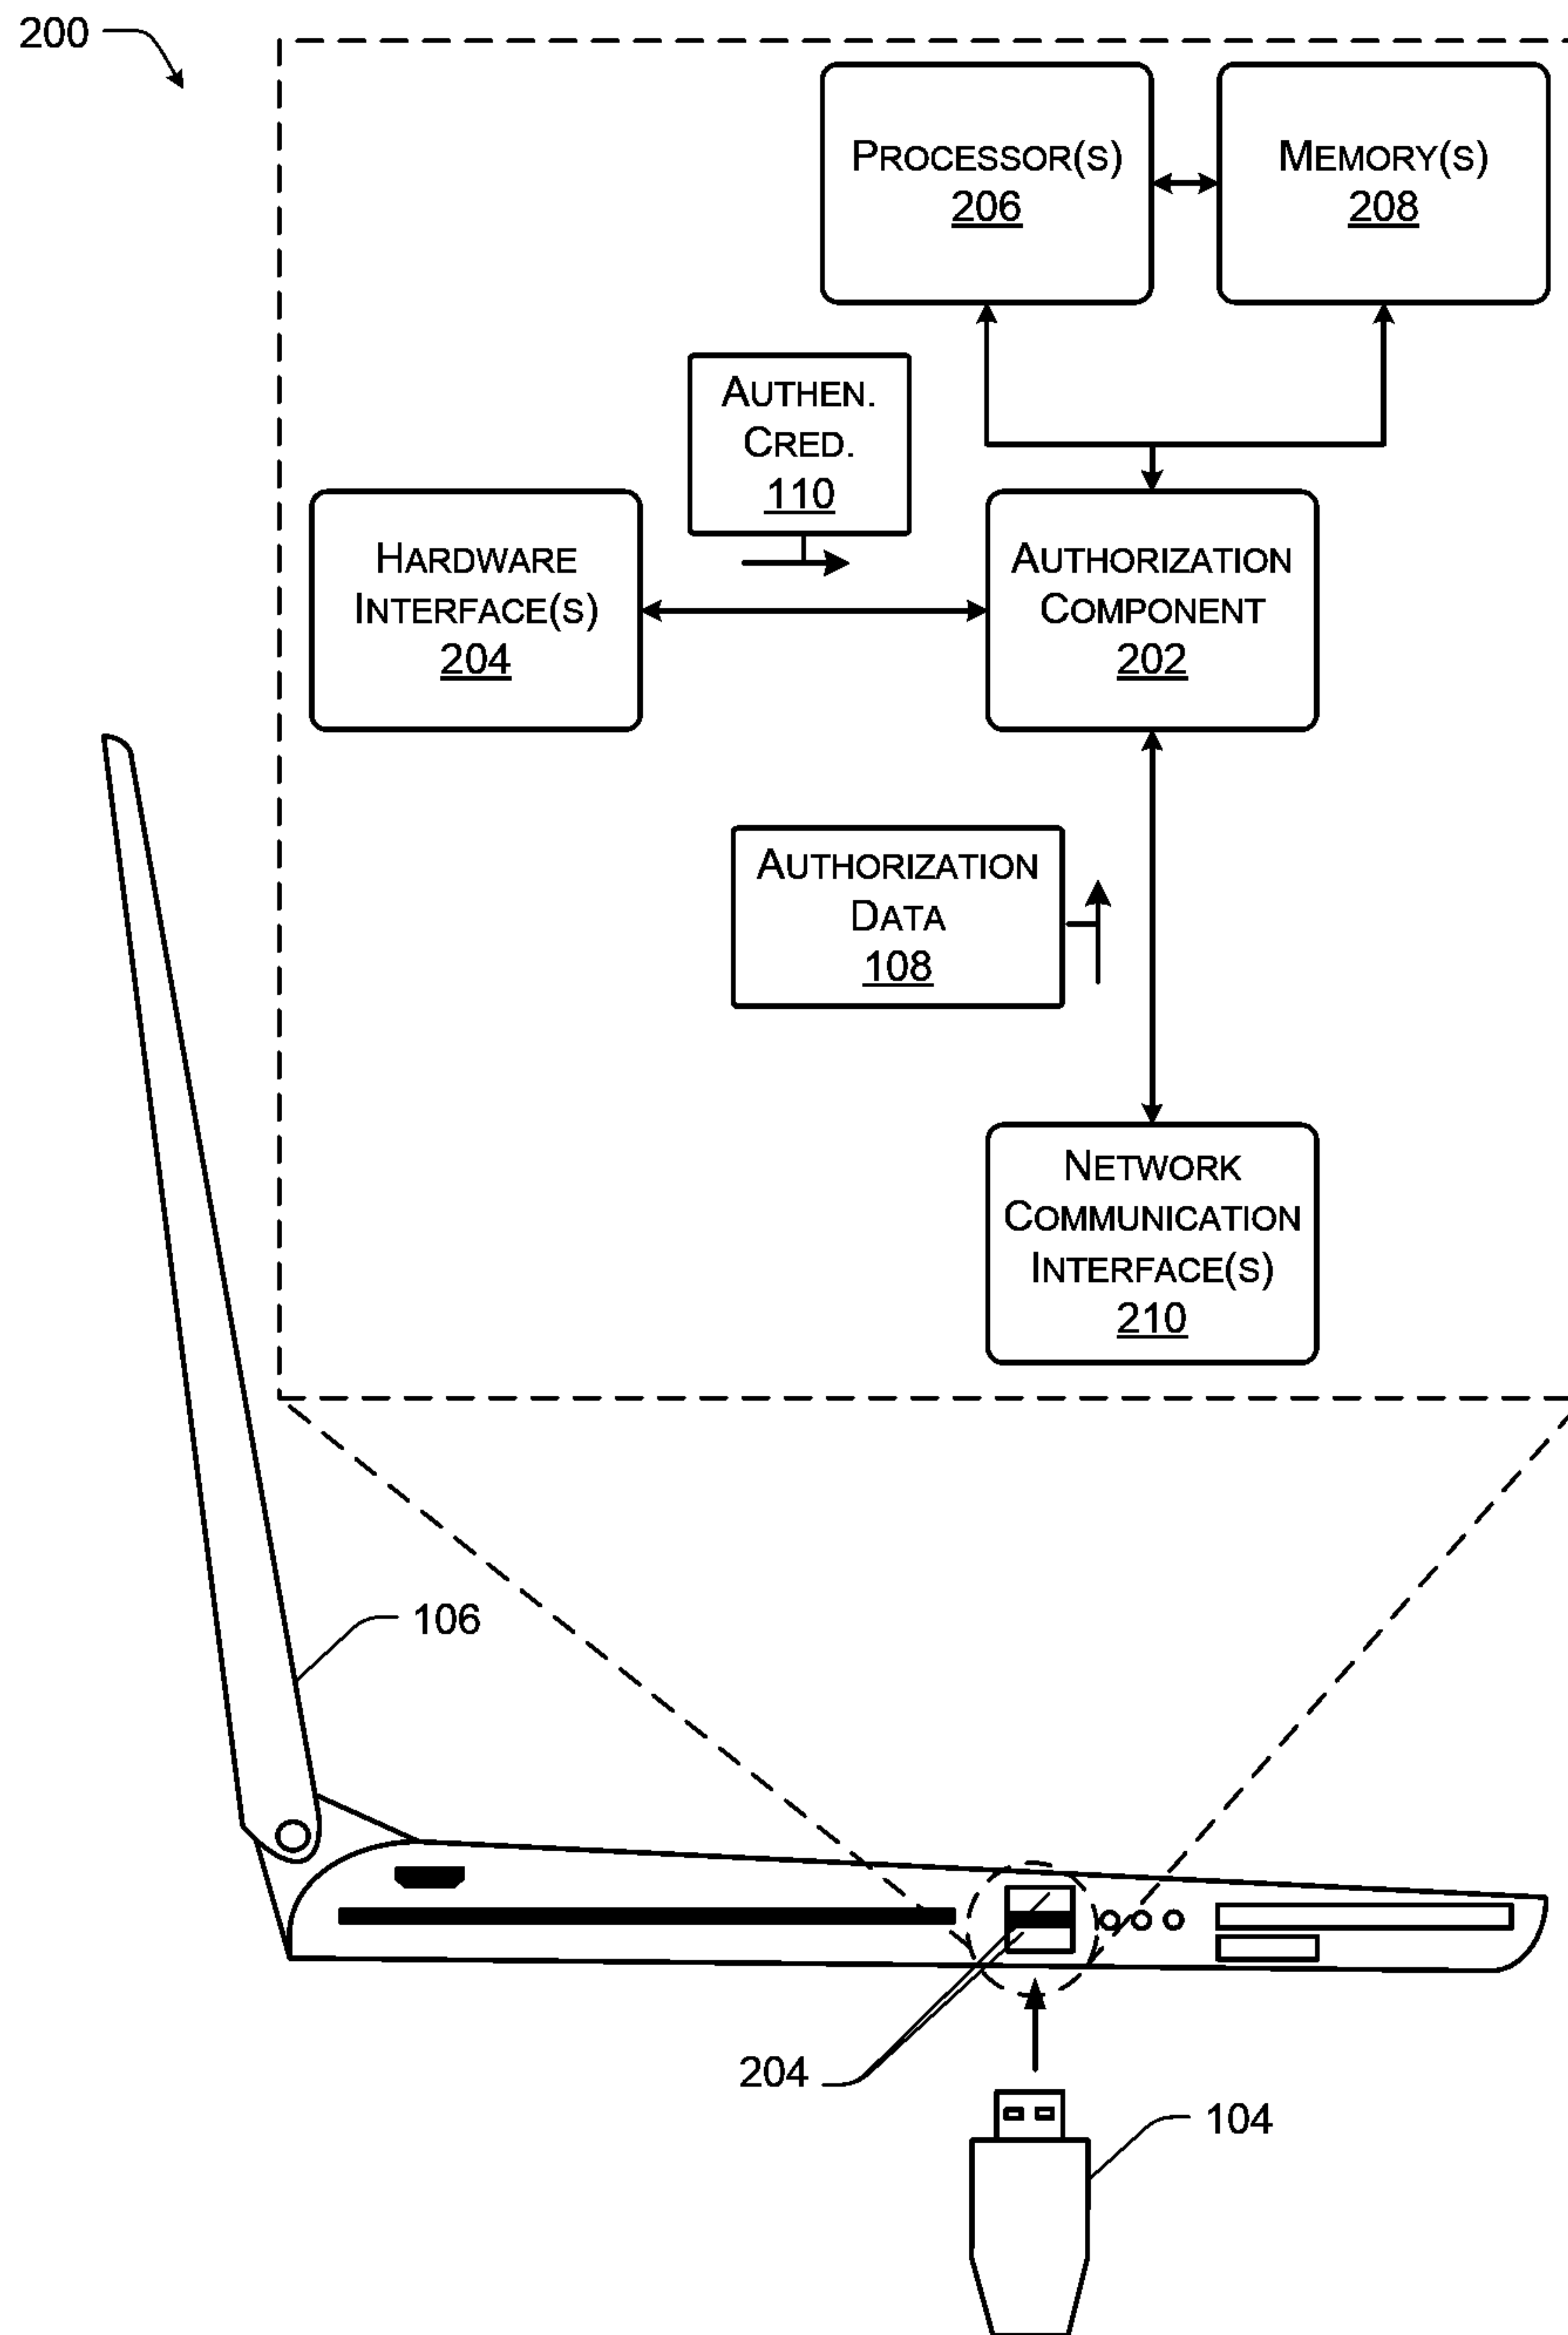 200
PROCESSOR(S)
206
MEMORY(S)
208
AUTHEN.
CRED.
110
HARDWARE
INTERFACE(S)
204
AUTHORIZATION
COMPONENT
202
AUTHORIZATION
DATA
108
NETWORK
COMMUNICATION
INTERFACE(S)
210
106
204
104